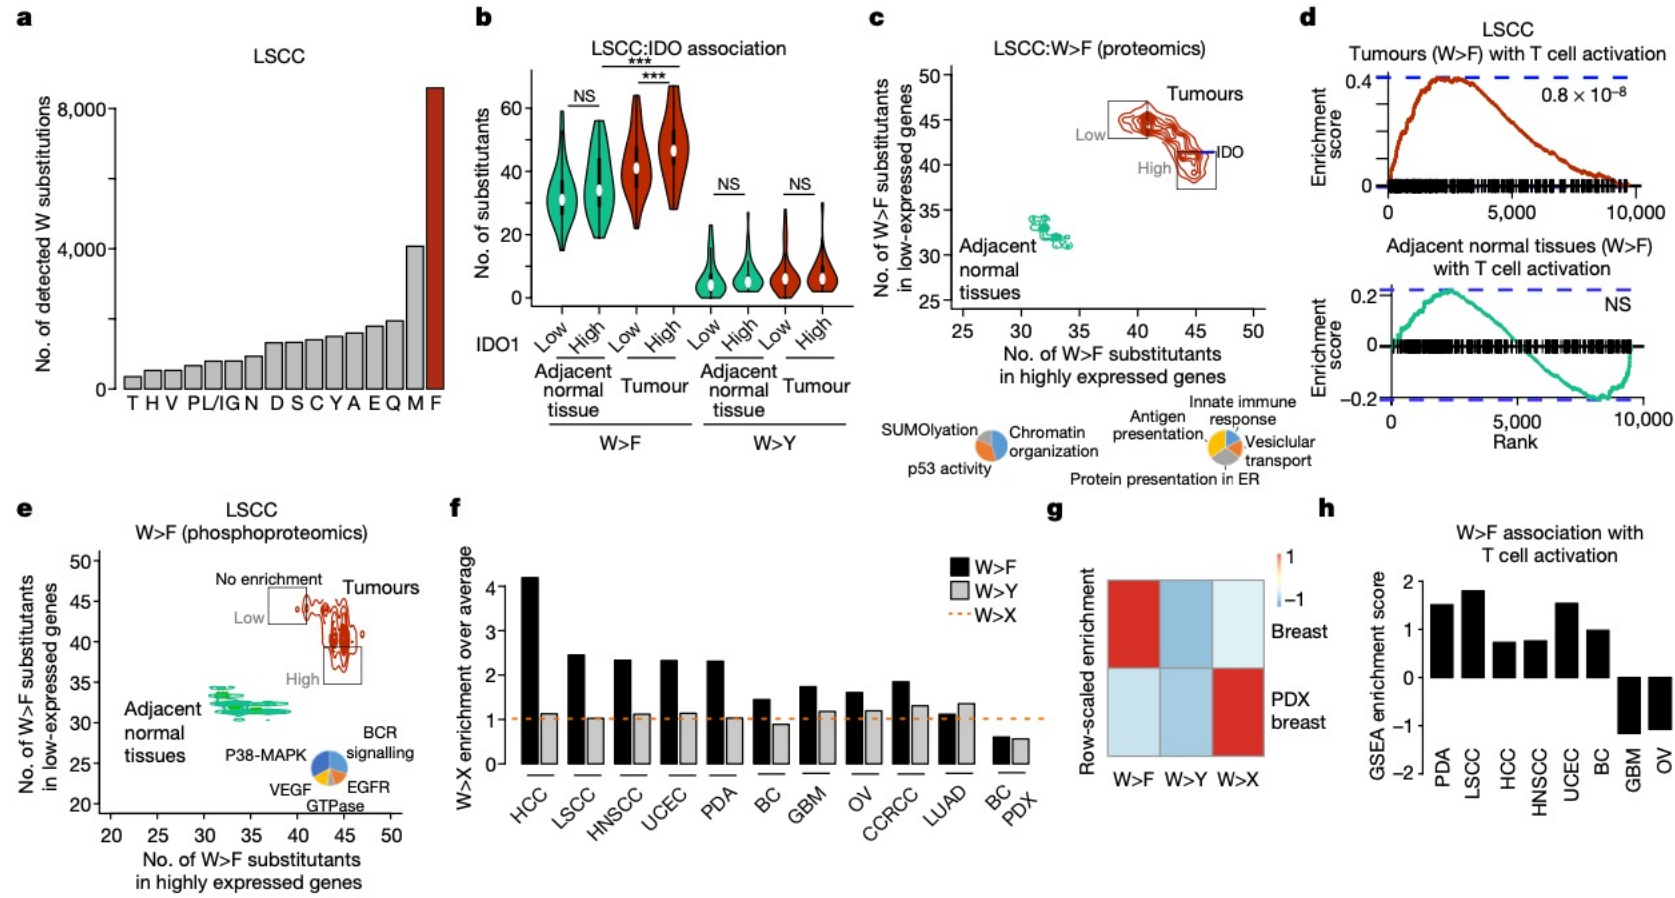 a
LSCC
No. of detected W substitutions
8,000
4,000
0
T H V PL/IG N D S C Y A E Q M F
b
LSCC:IDO association
***
***
NS
NS
NS
No. of substitutants
60
40
20
0
IDO1
Low High Low High Low High Low High
Adjacent normal tissue
Tumour
Adjacent normal tissue
Tumour
W>F
W>Y
c
LSCC:W>F (proteomics)
No. of W>F substitutants
in low-expressed genes
50
45
40
35
30
25
Tumours
Low
IDO
High
Adjacent
normal
tissues
25 30 35 40 45 50
No. of W>F substitutants
in highly expressed genes
SUMOlyation
Chromatin
organization
p53 activity
Innate immune
response
Antigen
presentation
Vesiclular
transport
Protein presentation in ER
d
LSCC
Tumours (W>F) with T cell activation
Enrichment
score
0.4
0
0.8 × 10⁻⁸
0 5,000 10,000
Adjacent normal tissues (W>F)
with T cell activation
Enrichment
score
0.2
0
–0.2
NS
0 5,000 10,000
Rank
e
LSCC
W>F (phosphoproteomics)
No. of W>F substitutants
in low-expressed genes
50
45
40
35
30
25
20
No enrichment
Tumours
Low
High
Adjacent
normal
tissues
P38-MAPK
BCR
signalling
VEGF
EGFR
GTPase
20 25 30 35 40 45 50
No. of W>F substitutants
in highly expressed genes
f
W>X enrichment over average
4
3
2
1
0
W>F
W>Y
W>X
HCC LSCC HNSCC UCEC PDA BC GBM OV CCRCC LUAD BC PDX
g
Row-scaled enrichment
1
–1
Breast
PDX
breast
W>F W>Y W>X
h
W>F association with
T cell activation
GSEA enrichment score
2
1
0
–1
–2
PDA LSCC HCC HNSCC UCEC BC GBM OV